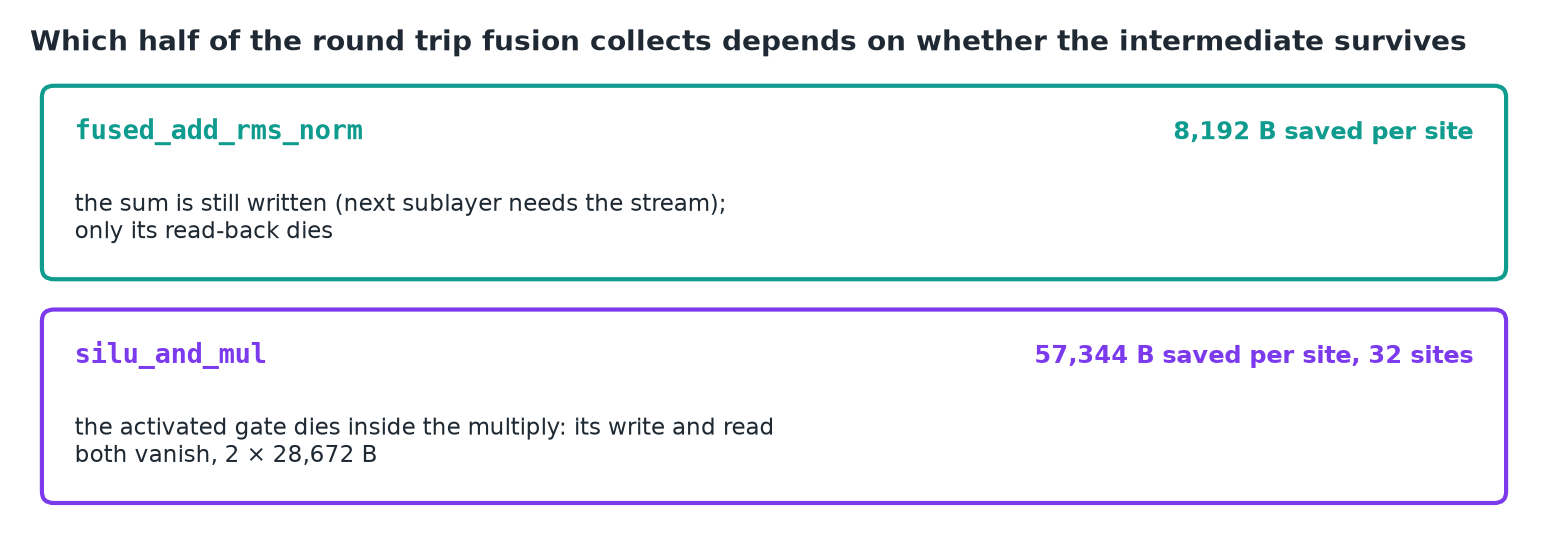 Which half of the round trip fusion collects depends on whether the intermediate survives
fused_add_rms_norm
8,192 B saved per site
the sum is still written (next sublayer needs the stream);
only its read-back dies
silu_and_mul
57,344 B saved per site, 32 sites
the activated gate dies inside the multiply: its write and read
both vanish, 2 × 28,672 B